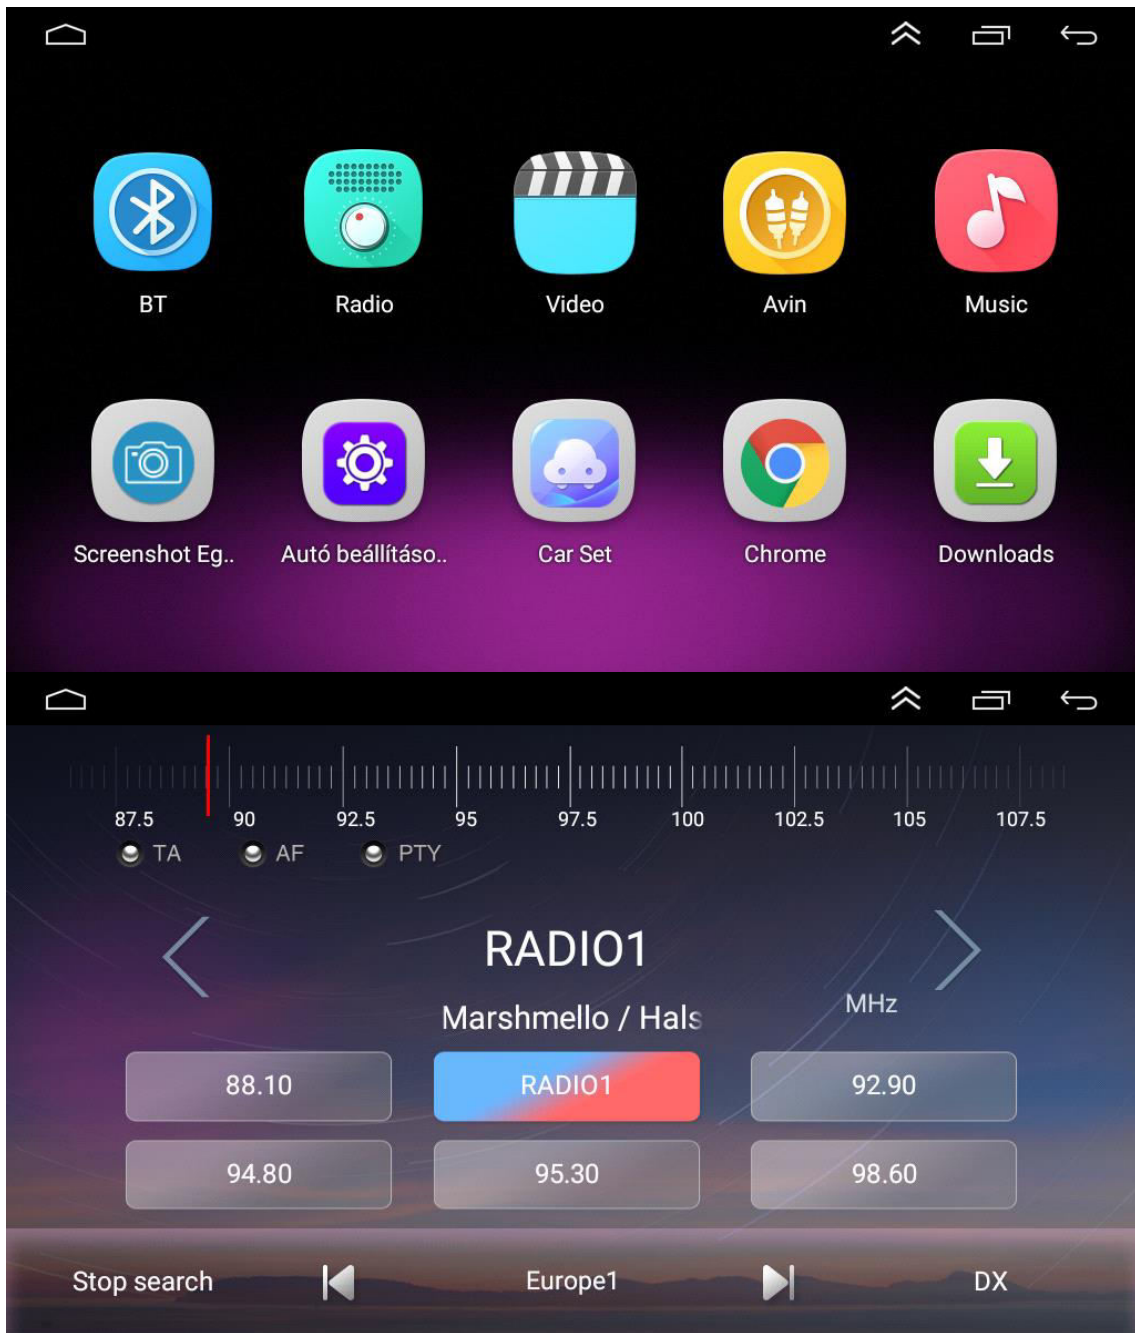 BT Radio Video Avin Music
Screenshot Eg.. Autó beállításo.. Car Set Chrome Downloads
87.5 90 92.5 95 97.5 100 102.5 105 107.5
TA AF PTY
RADIO1
Marshmello / Hals
MHz
88.10 RADIO1 92.90
94.80 95.30 98.60
Stop search Europe1 DX